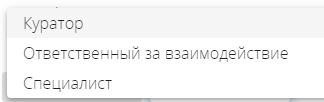 Куратор
Ответственный за взаимодействие
Специалист